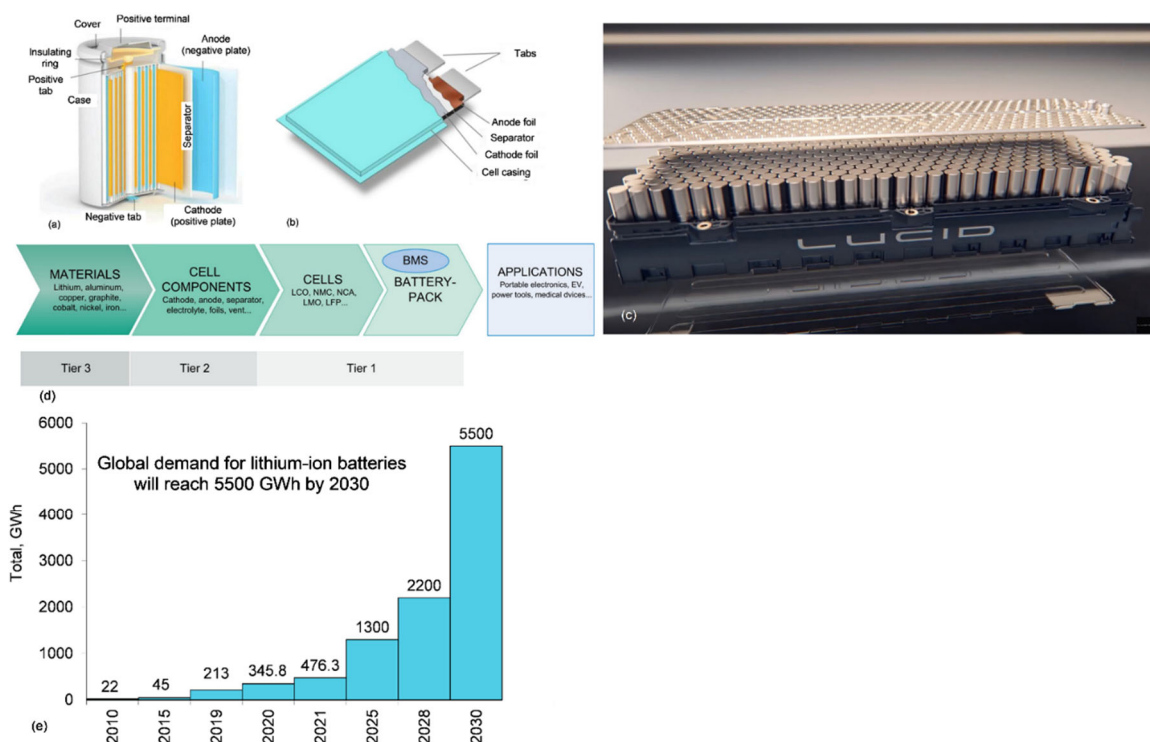 Cover
Positive terminal
Insulating
ring
Positive
tab
Case
Anode
(negative plate)
Separator
Negative tab
Cathode
(positive plate)
(a)
Tabs
Anode foil
Separator
Cathode foil
Cell casing
(b)
LUCID
(c)
MATERIALS
Lithium, aluminum,
copper, graphite,
cobalt, nickel, iron...
CELL
COMPONENTS
Cathode, anode, separator,
electrolyte, foils, vent...
CELLS
LCO, NMC, NCA,
LMO, LFP...
BMS
BATTERY-
PACK
APPLICATIONS
Portable electronics, EV,
power tools, medical dvices...
Tier 3
Tier 2
Tier 1
(d)
Global demand for lithium-ion batteries
will reach 5500 GWh by 2030
Total, GWh
6000
5000
4000
3000
2000
1000
0
22
45
213
345.8
476.3
1300
2200
5500
2010
2015
2019
2020
2021
2025
2028
2030
(e)